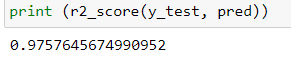 print (r2_score(y_test, pred))
0.9757645674990952